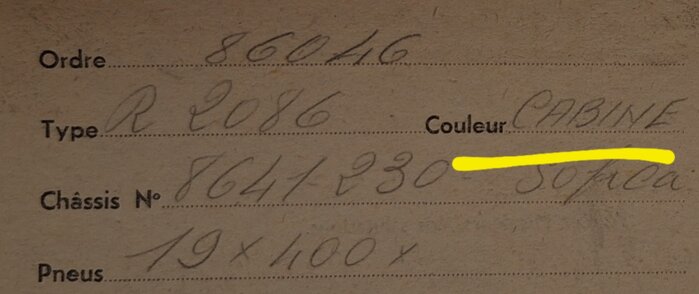 Ordre 86046
Type R 2086 Couleur CABINE
Châssis N° 8641-230- Sofica
Pneus 19 x 400 x